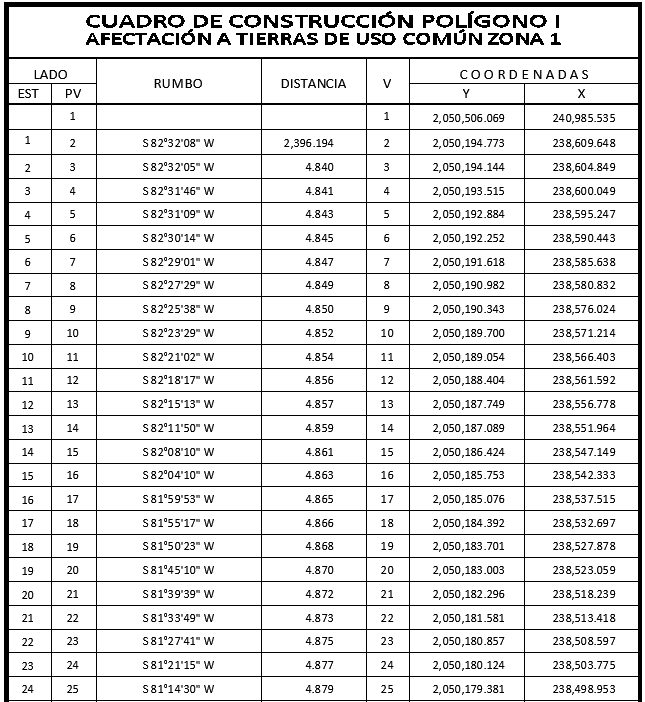 CUADRO DE CONSTRUCCIÓN POLÍGONO I
AFECTACIÓN A TIERRAS DE USO COMÚN ZONA 1
LADO RUMBO DISTANCIA V COORDENADAS
EST PV Y X
1 1 2,050,506.069 240,985.535
1 2 S 82°32'08" W 2,396.194 2 2,050,194.773 238,609.648
2 3 S 82°32'05" W 4.840 3 2,050,194.144 238,604.849
3 4 S 82°31'46" W 4.841 4 2,050,193.515 238,600.049
4 5 S 82°31'09" W 4.843 5 2,050,192.884 238,595.247
5 6 S 82°30'14" W 4.845 6 2,050,192.252 238,590.443
6 7 S 82°29'01" W 4.847 7 2,050,191.618 238,585.638
7 8 S 82°27'29" W 4.849 8 2,050,190.982 238,580.832
8 9 S 82°25'38" W 4.850 9 2,050,190.343 238,576.024
9 10 S 82°23'29" W 4.852 10 2,050,189.700 238,571.214
10 11 S 82°21'02" W 4.854 11 2,050,189.054 238,566.403
11 12 S 82°18'17" W 4.856 12 2,050,188.404 238,561.592
12 13 S 82°15'13" W 4.857 13 2,050,187.749 238,556.778
13 14 S 82°11'50" W 4.859 14 2,050,187.089 238,551.964
14 15 S 82°08'10" W 4.861 15 2,050,186.424 238,547.149
15 16 S 82°04'10" W 4.863 16 2,050,185.753 238,542.333
16 17 S 81°59'53" W 4.865 17 2,050,185.076 238,537.515
17 18 S 81°55'17" W 4.866 18 2,050,184.392 238,532.697
18 19 S 81°50'23" W 4.868 19 2,050,183.701 238,527.878
19 20 S 81°45'10" W 4.870 20 2,050,183.003 238,523.059
20 21 S 81°39'39" W 4.872 21 2,050,182.296 238,518.239
21 22 S 81°33'49" W 4.873 22 2,050,181.581 238,513.418
22 23 S 81°27'41" W 4.875 23 2,050,180.857 238,508.597
23 24 S 81°21'15" W 4.877 24 2,050,180.124 238,503.775
24 25 S 81°14'30" W 4.879 25 2,050,179.381 238,498.953